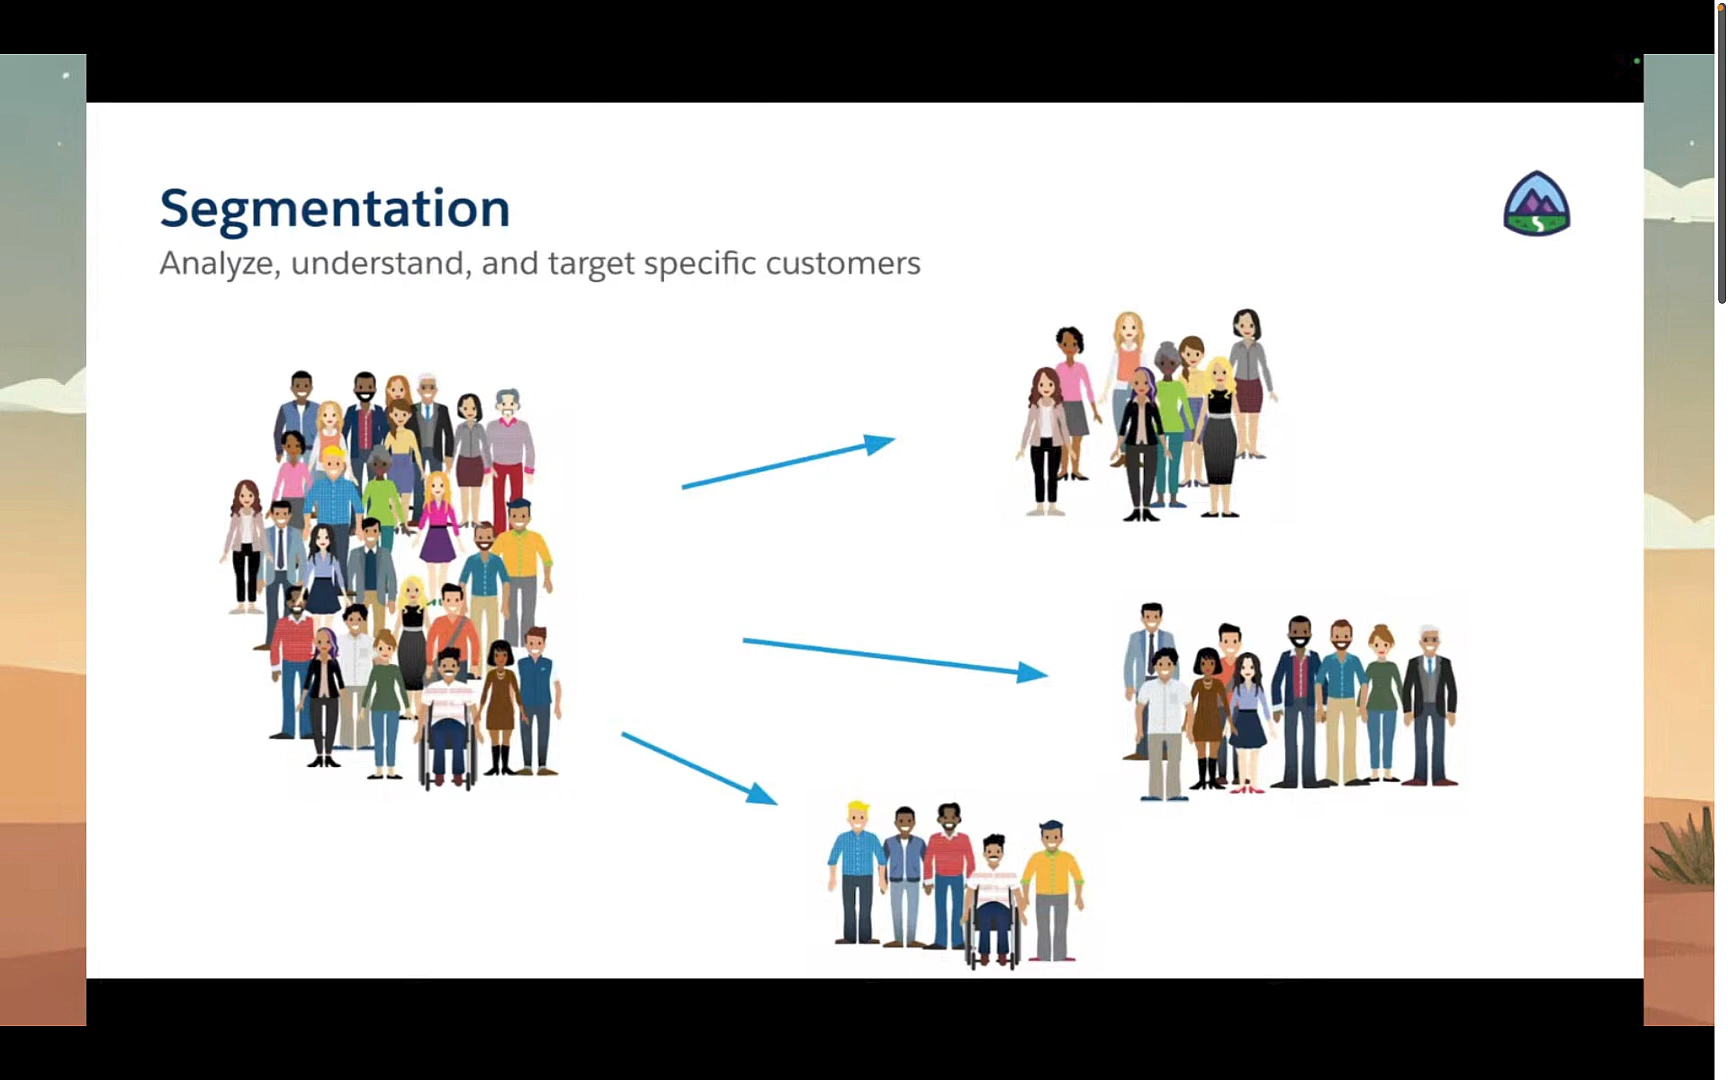 Segmentation
Analyze, understand, and target specific customers